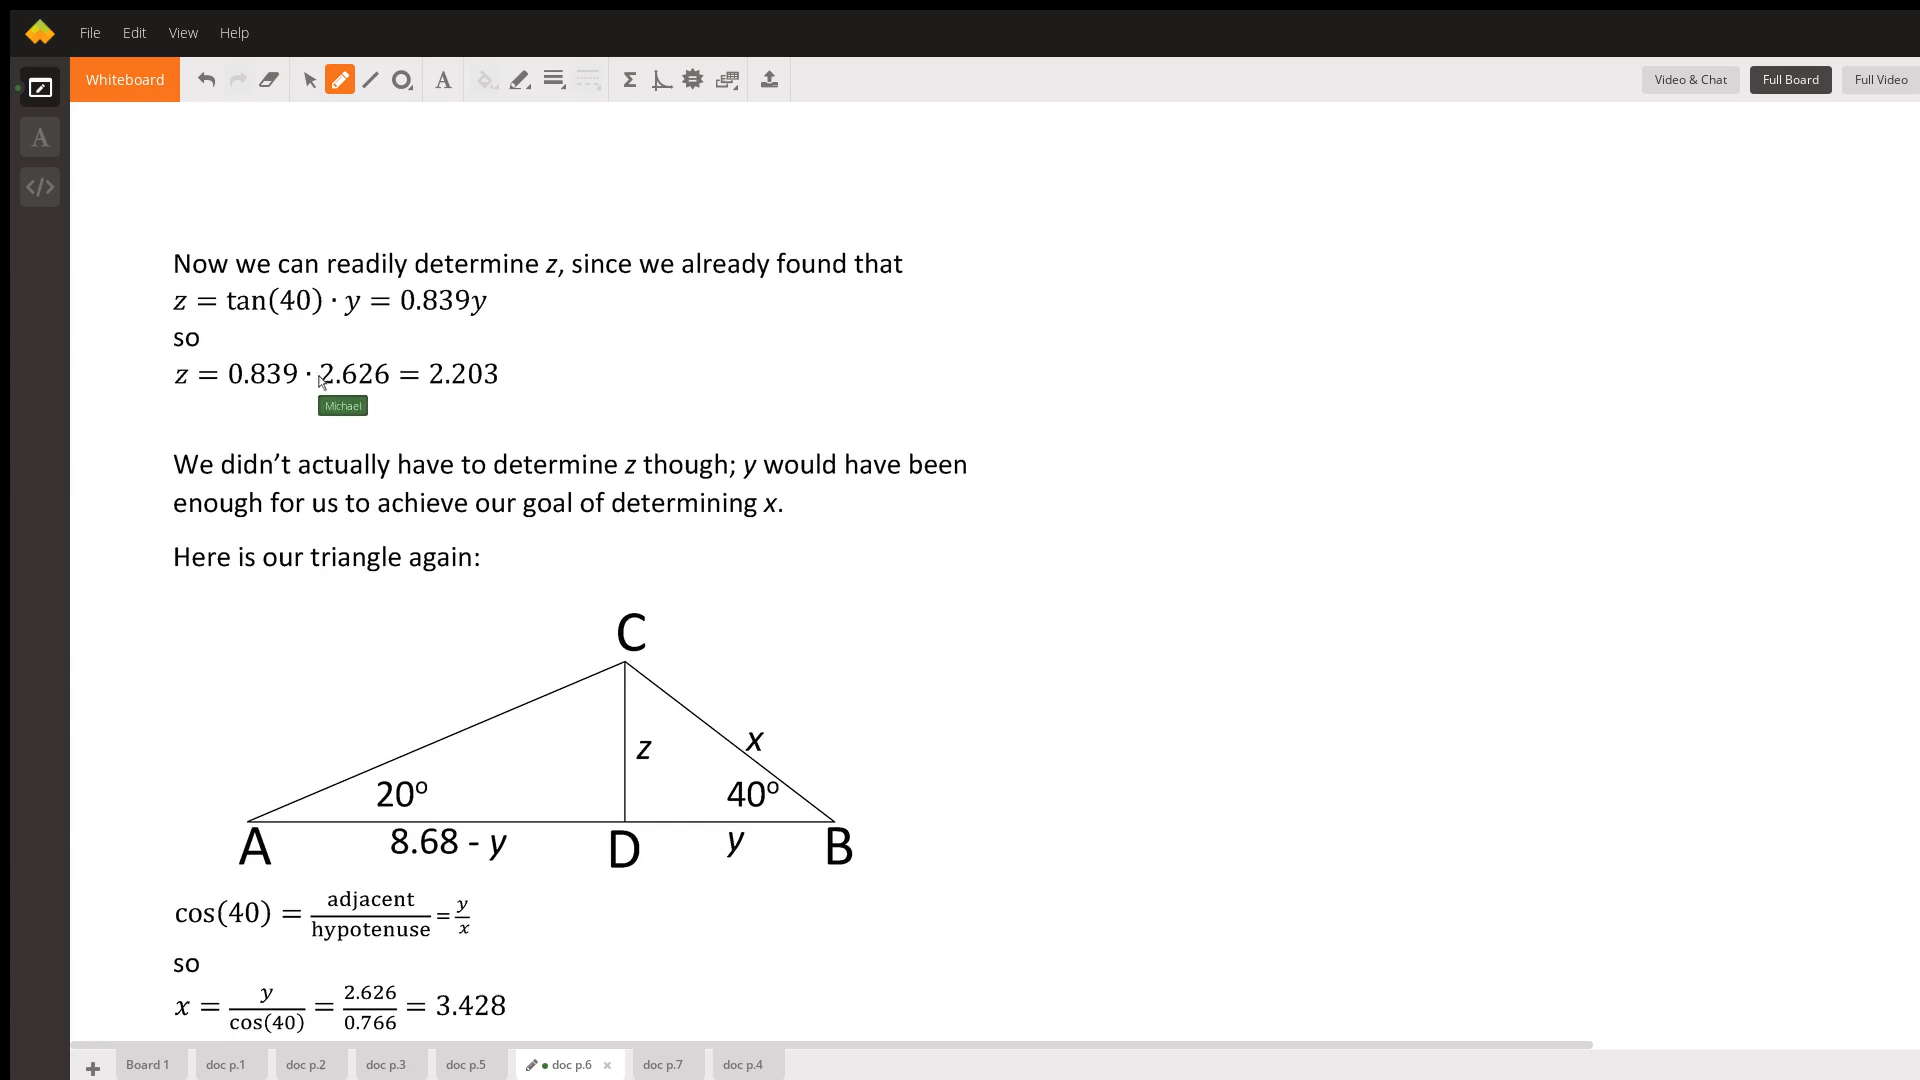 File Edit View Help
Whiteboard
A
Σ
Video & Chat Full Board Full Video
A
</>
Now we can readily determine z, since we already found that
z = tan(40) · y = 0.839y
so
z = 0.839 · 2.626 = 2.203
Michael
We didn’t actually have to determine z though; y would have been
enough for us to achieve our goal of determining x.
Here is our triangle again:
C
x
z
20° 40°
A 8.68 - y D y B
cos(40) = adjacent/hypotenuse = y/x
so
x = y/cos(40) = 2.626/0.766 = 3.428
Board 1 doc p.1 doc p.2 doc p.3 doc p.5 doc p.6 × doc p.7 doc p.4